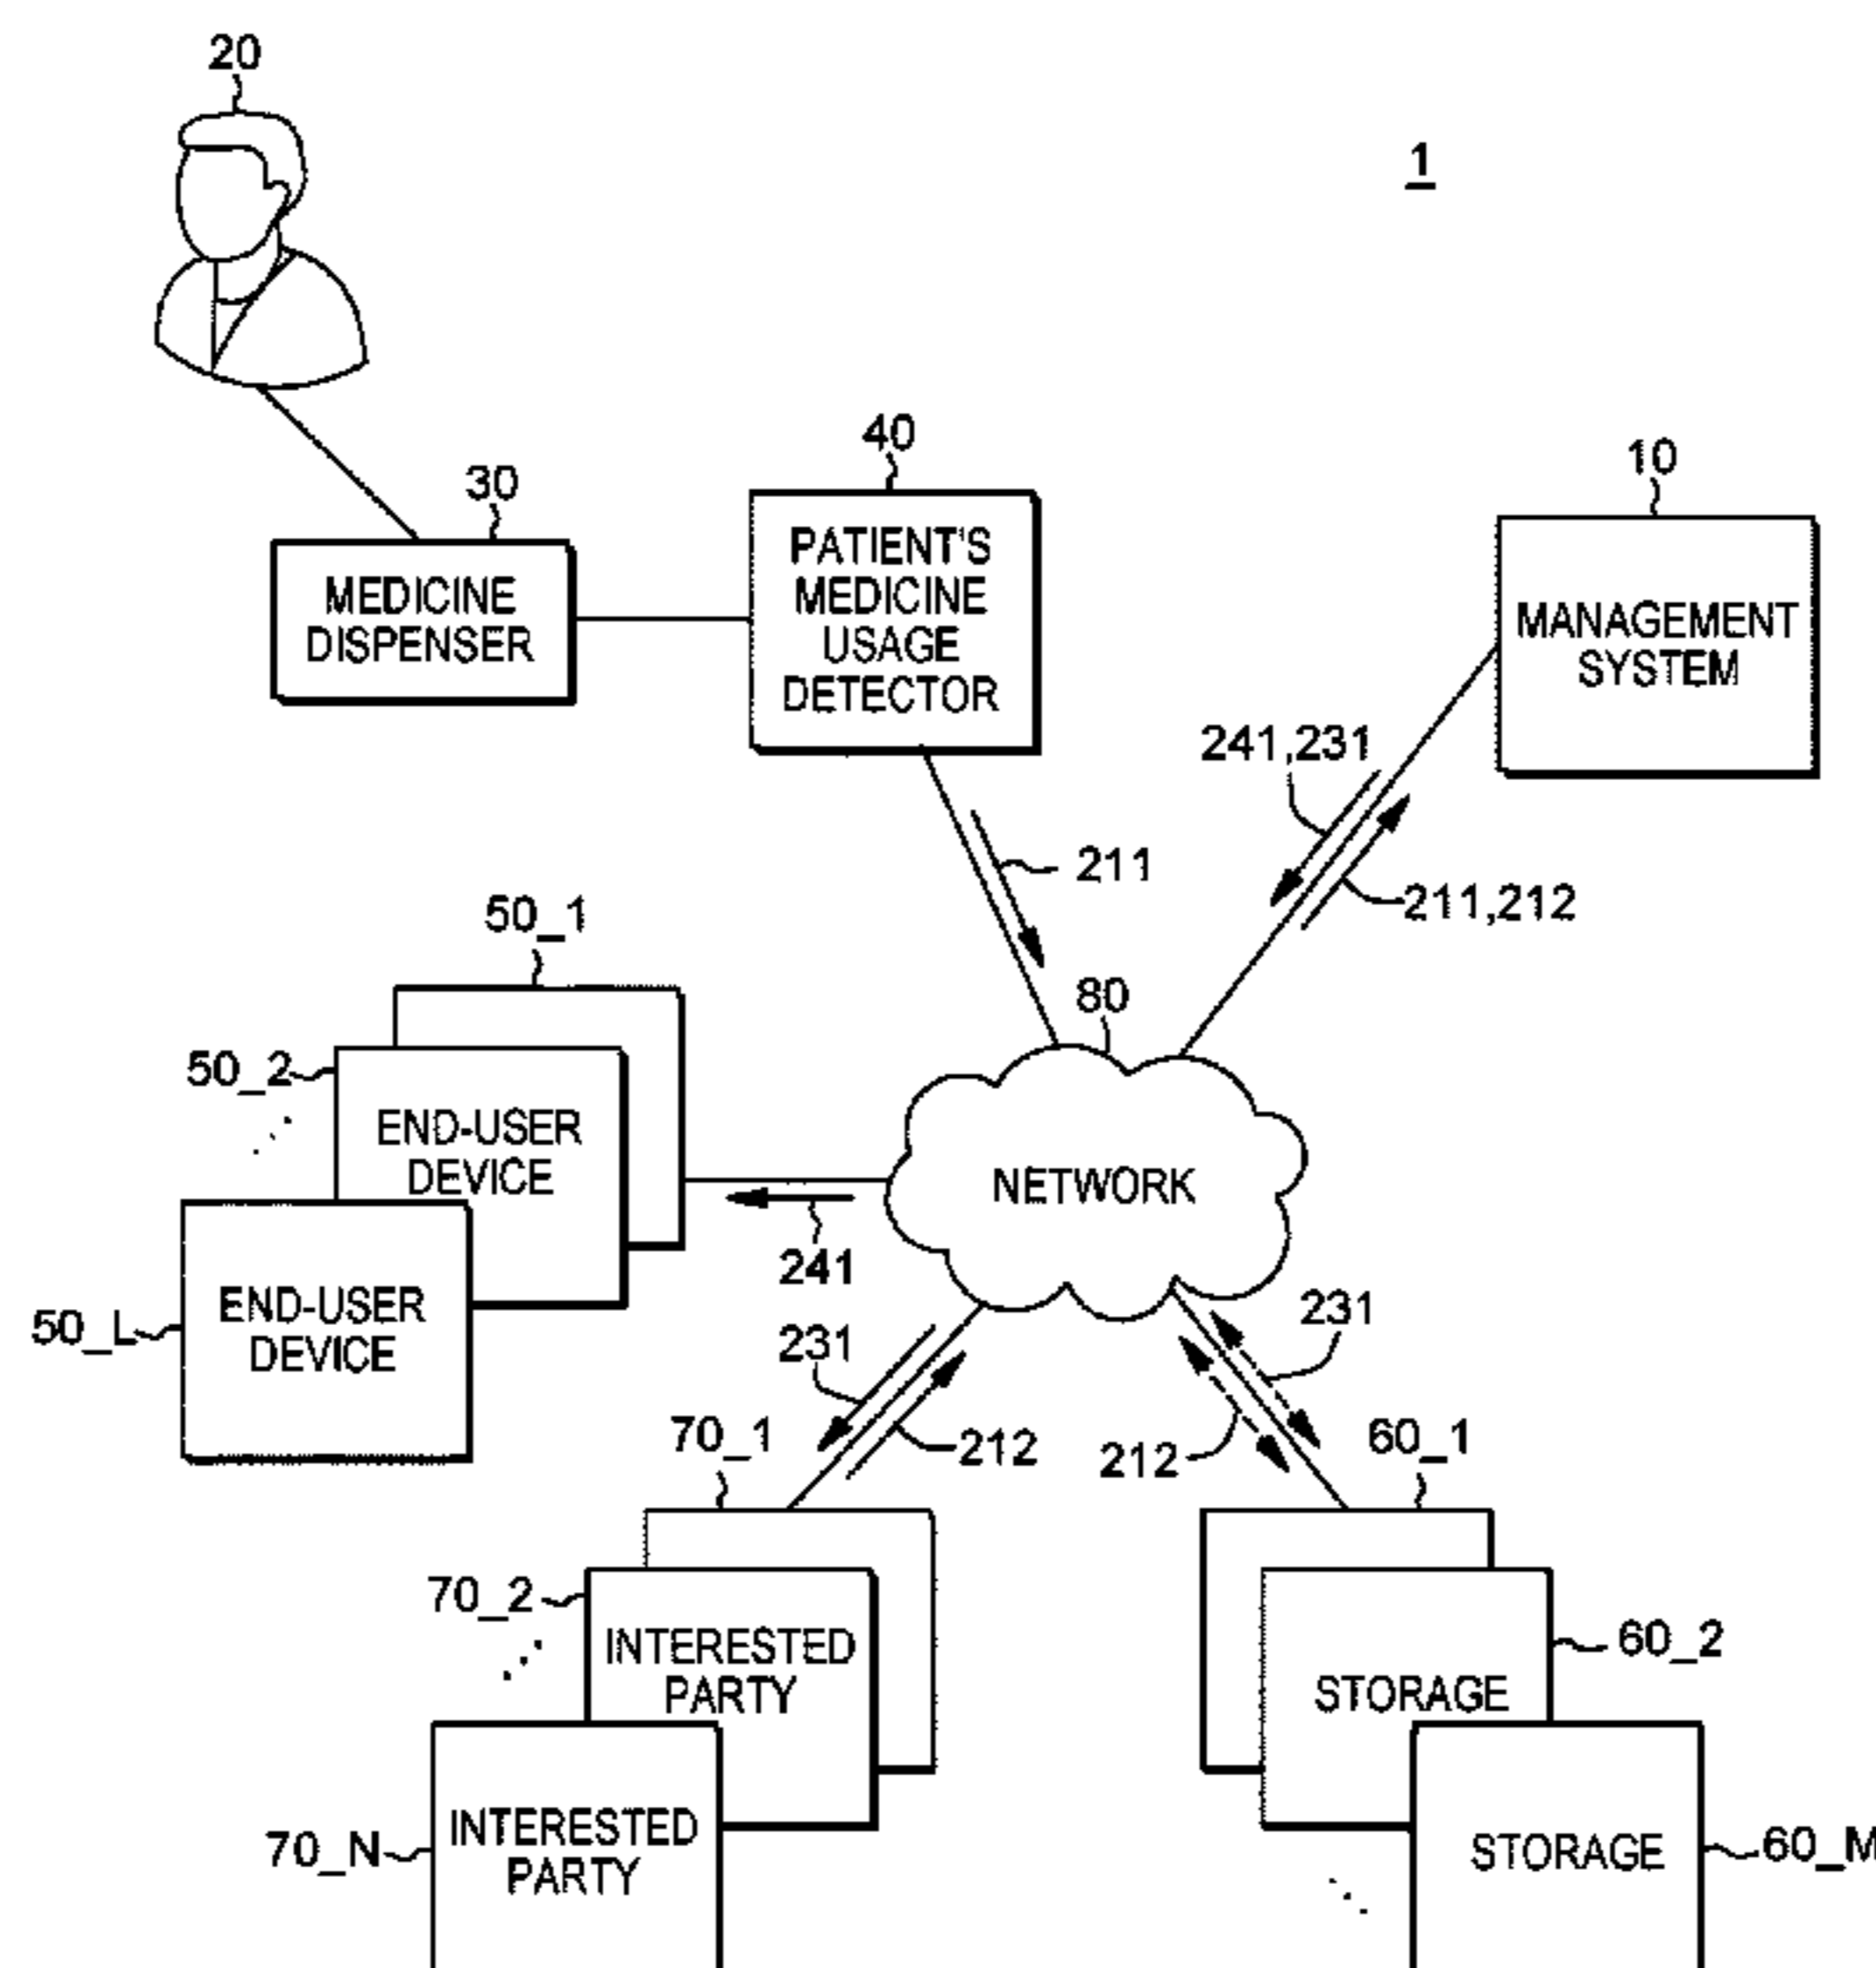 20
1
40
10
30
PATIENT'S
MEDICINE
USAGE
DETECTOR
MEDICINE
DISPENSER
MANAGEMENT
SYSTEM
241,231
211
211,212
50_1
80
50_2
END-USER
DEVICE
NETWORK
241
50_L
END-USER
DEVICE
231
231
70_1
212
212
60_1
70_2
INTERESTED
PARTY
60_2
STORAGE
70_N
INTERESTED
PARTY
STORAGE
60_M